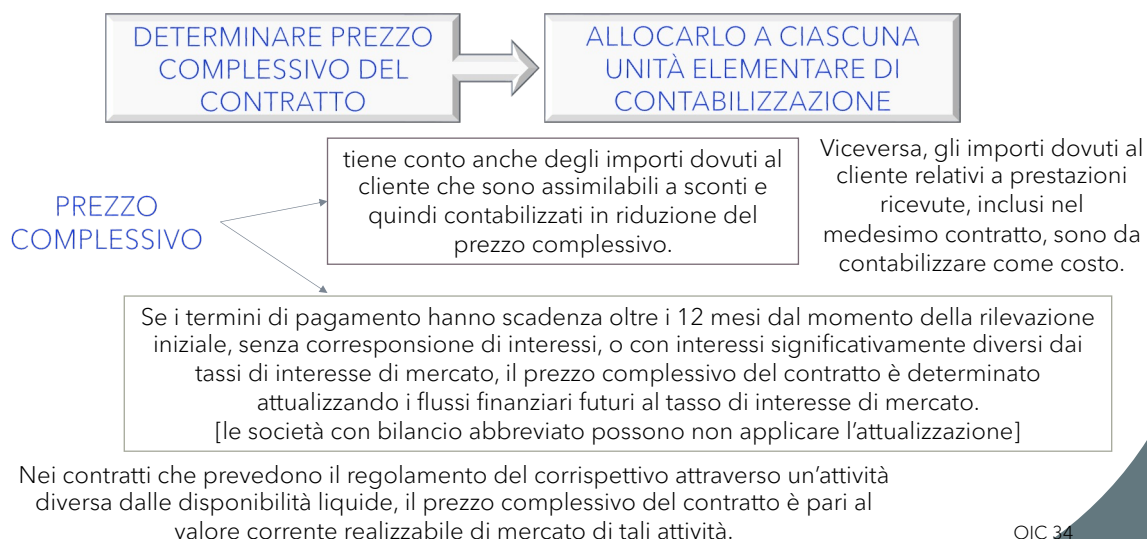 DETERMINARE PREZZO
COMPLESSIVO DEL
CONTRATTO
ALLOCARLO A CIASCUNA
UNITÀ ELEMENTARE DI
CONTABILIZZAZIONE
PREZZO
COMPLESSIVO
tiene conto anche degli importi dovuti al
cliente che sono assimilabili a sconti e
quindi contabilizzati in riduzione del
prezzo complessivo.
Viceversa, gli importi dovuti al
cliente relativi a prestazioni
ricevute, inclusi nel
medesimo contratto, sono da
contabilizzare come costo.
Se i termini di pagamento hanno scadenza oltre i 12 mesi dal momento della rilevazione
iniziale, senza corresponsione di interessi, o con interessi significativamente diversi dai
tassi di interesse di mercato, il prezzo complessivo del contratto è determinato
attualizzando i flussi finanziari futuri al tasso di interesse di mercato.
[le società con bilancio abbreviato possono non applicare l'attualizzazione]
Nei contratti che prevedono il regolamento del corrispettivo attraverso un'attività
diversa dalle disponibilità liquide, il prezzo complessivo del contratto è pari al
valore corrente realizzabile di mercato di tali attività.
OIC 34